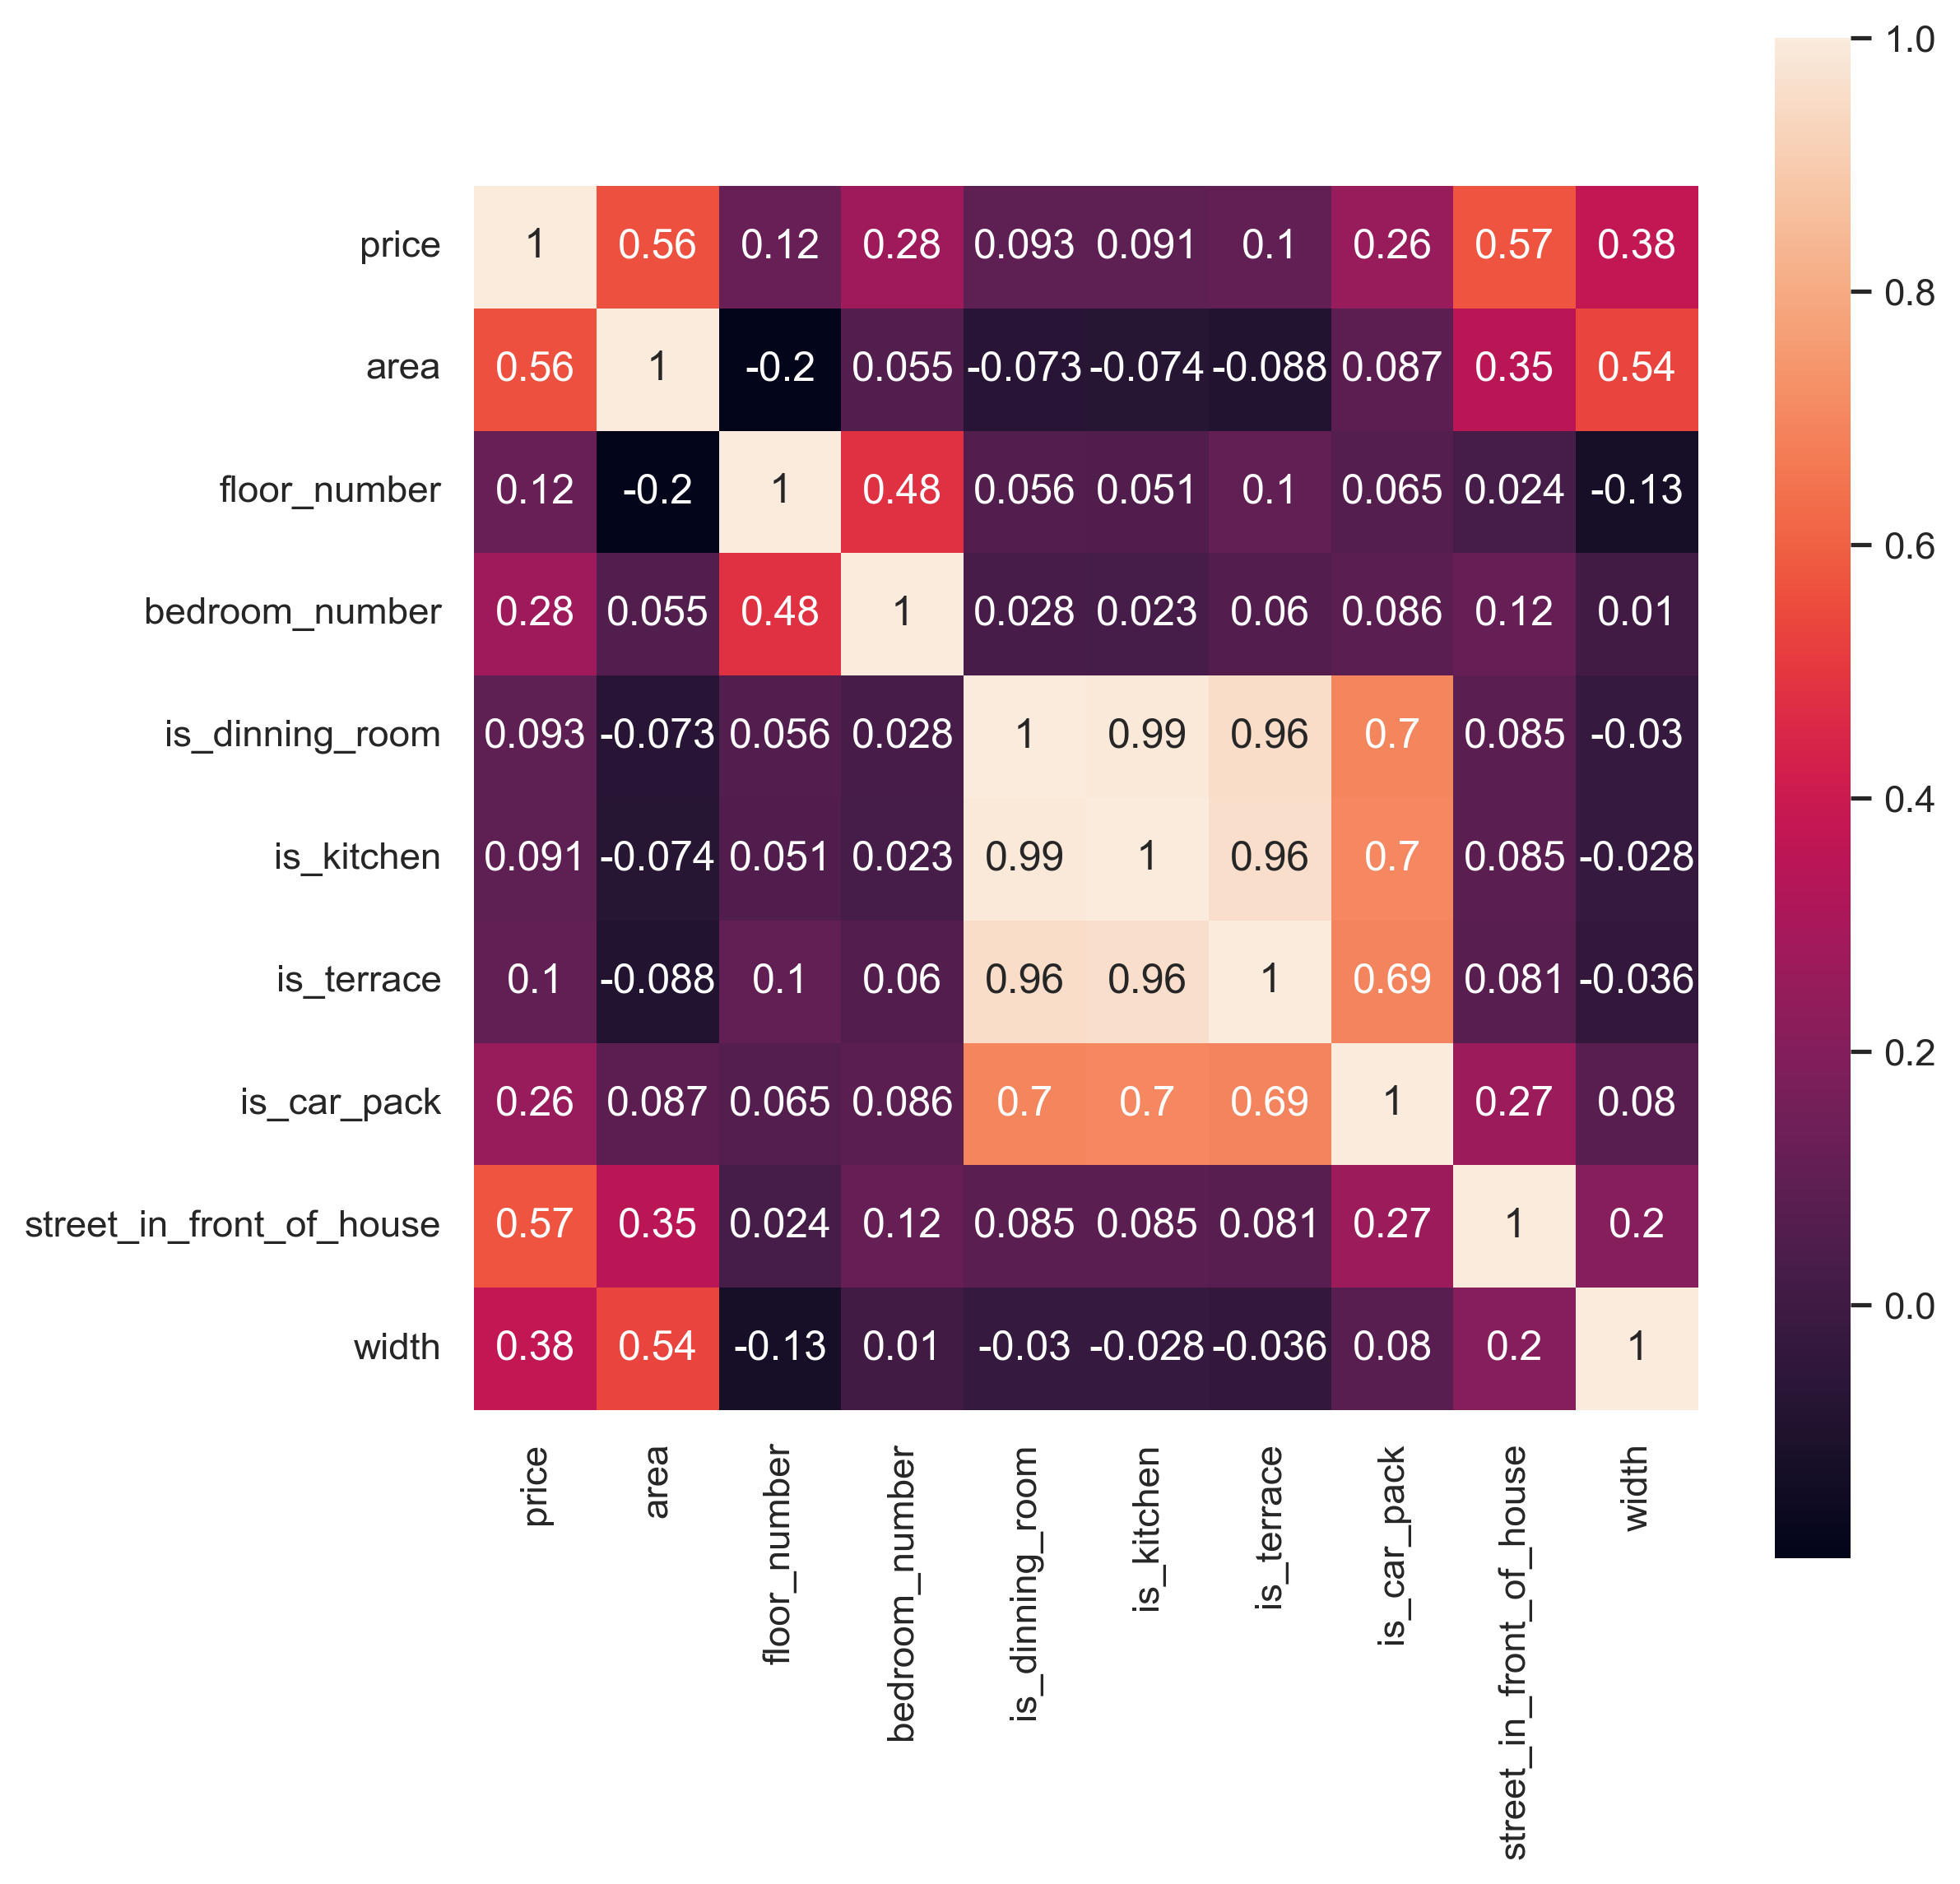 price 1 0.56 0.12 0.28 0.093 0.091 0.1 0.26 0.57 0.38
area 0.56 1 -0.2 0.055 -0.073 -0.074 -0.088 0.087 0.35 0.54
floor_number 0.12 -0.2 1 0.48 0.056 0.051 0.1 0.065 0.024 -0.13
bedroom_number 0.28 0.055 0.48 1 0.028 0.023 0.06 0.086 0.12 0.01
is_dinning_room 0.093 -0.073 0.056 0.028 1 0.99 0.96 0.7 0.085 -0.03
is_kitchen 0.091 -0.074 0.051 0.023 0.99 1 0.96 0.7 0.085 -0.028
is_terrace 0.1 -0.088 0.1 0.06 0.96 0.96 1 0.69 0.081 -0.036
is_car_pack 0.26 0.087 0.065 0.086 0.7 0.7 0.69 1 0.27 0.08
street_in_front_of_house 0.57 0.35 0.024 0.12 0.085 0.085 0.081 0.27 1 0.2
width 0.38 0.54 -0.13 0.01 -0.03 -0.028 -0.036 0.08 0.2 1
price
area
floor_number
bedroom_number
is_dinning_room
is_kitchen
is_terrace
is_car_pack
street_in_front_of_house
width
1.0
0.8
0.6
0.4
0.2
0.0